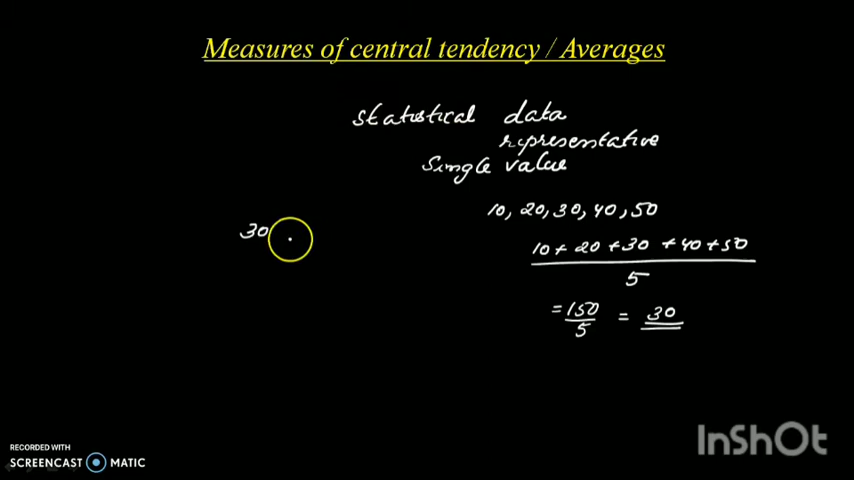 Measures of central tendency / Averages
statistical data
representative
single value
10, 20, 30, 40, 50
30
10 + 20 + 30 + 40 + 50
5
= 150
5
= 30
RECORDED WITH
SCREENCAST MATIC
InShOt